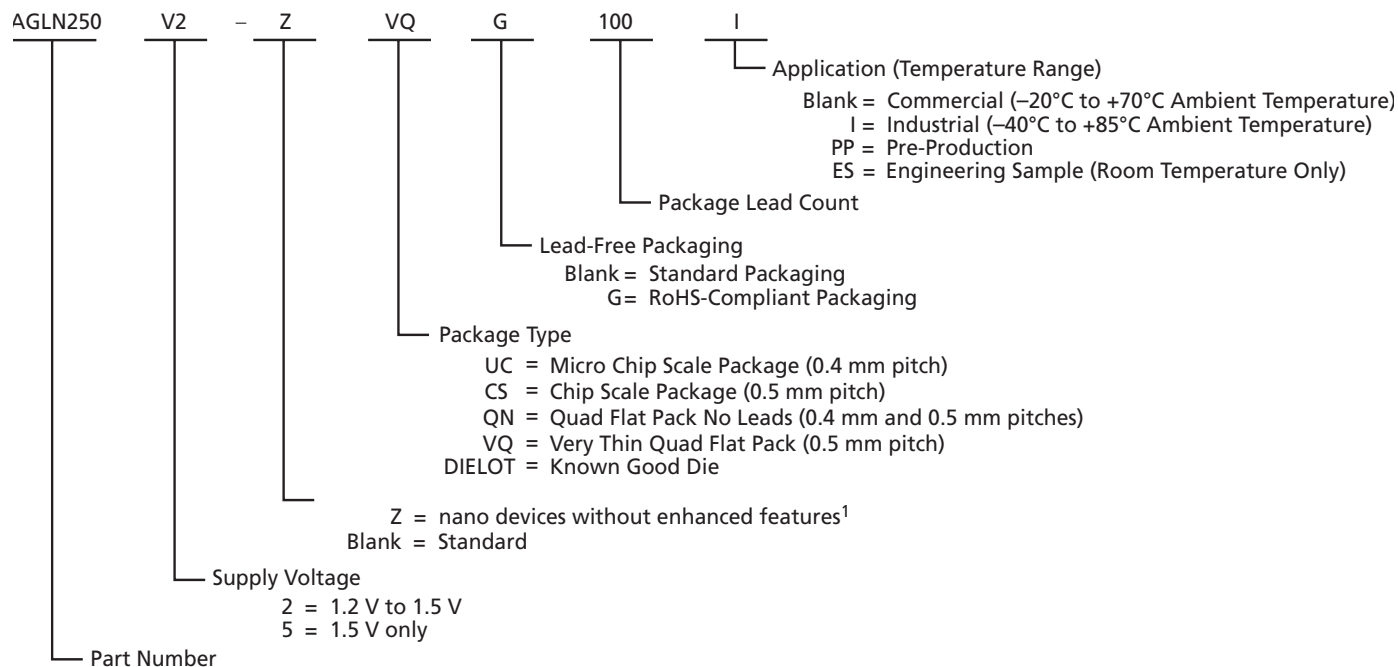 AGLN250 V2 – Z VQ G 100 I
Application (Temperature Range)
Blank = Commercial (–20°C to +70°C Ambient Temperature)
I = Industrial (–40°C to +85°C Ambient Temperature)
PP = Pre-Production
ES = Engineering Sample (Room Temperature Only)
Package Lead Count
Lead-Free Packaging
Blank = Standard Packaging
G= RoHS-Compliant Packaging
Package Type
UC = Micro Chip Scale Package (0.4 mm pitch)
CS = Chip Scale Package (0.5 mm pitch)
QN = Quad Flat Pack No Leads (0.4 mm and 0.5 mm pitches)
VQ = Very Thin Quad Flat Pack (0.5 mm pitch)
DIELOT = Known Good Die
Z = nano devices without enhanced features1
Blank = Standard
Supply Voltage
2 = 1.2 V to 1.5 V
5 = 1.5 V only
Part Number